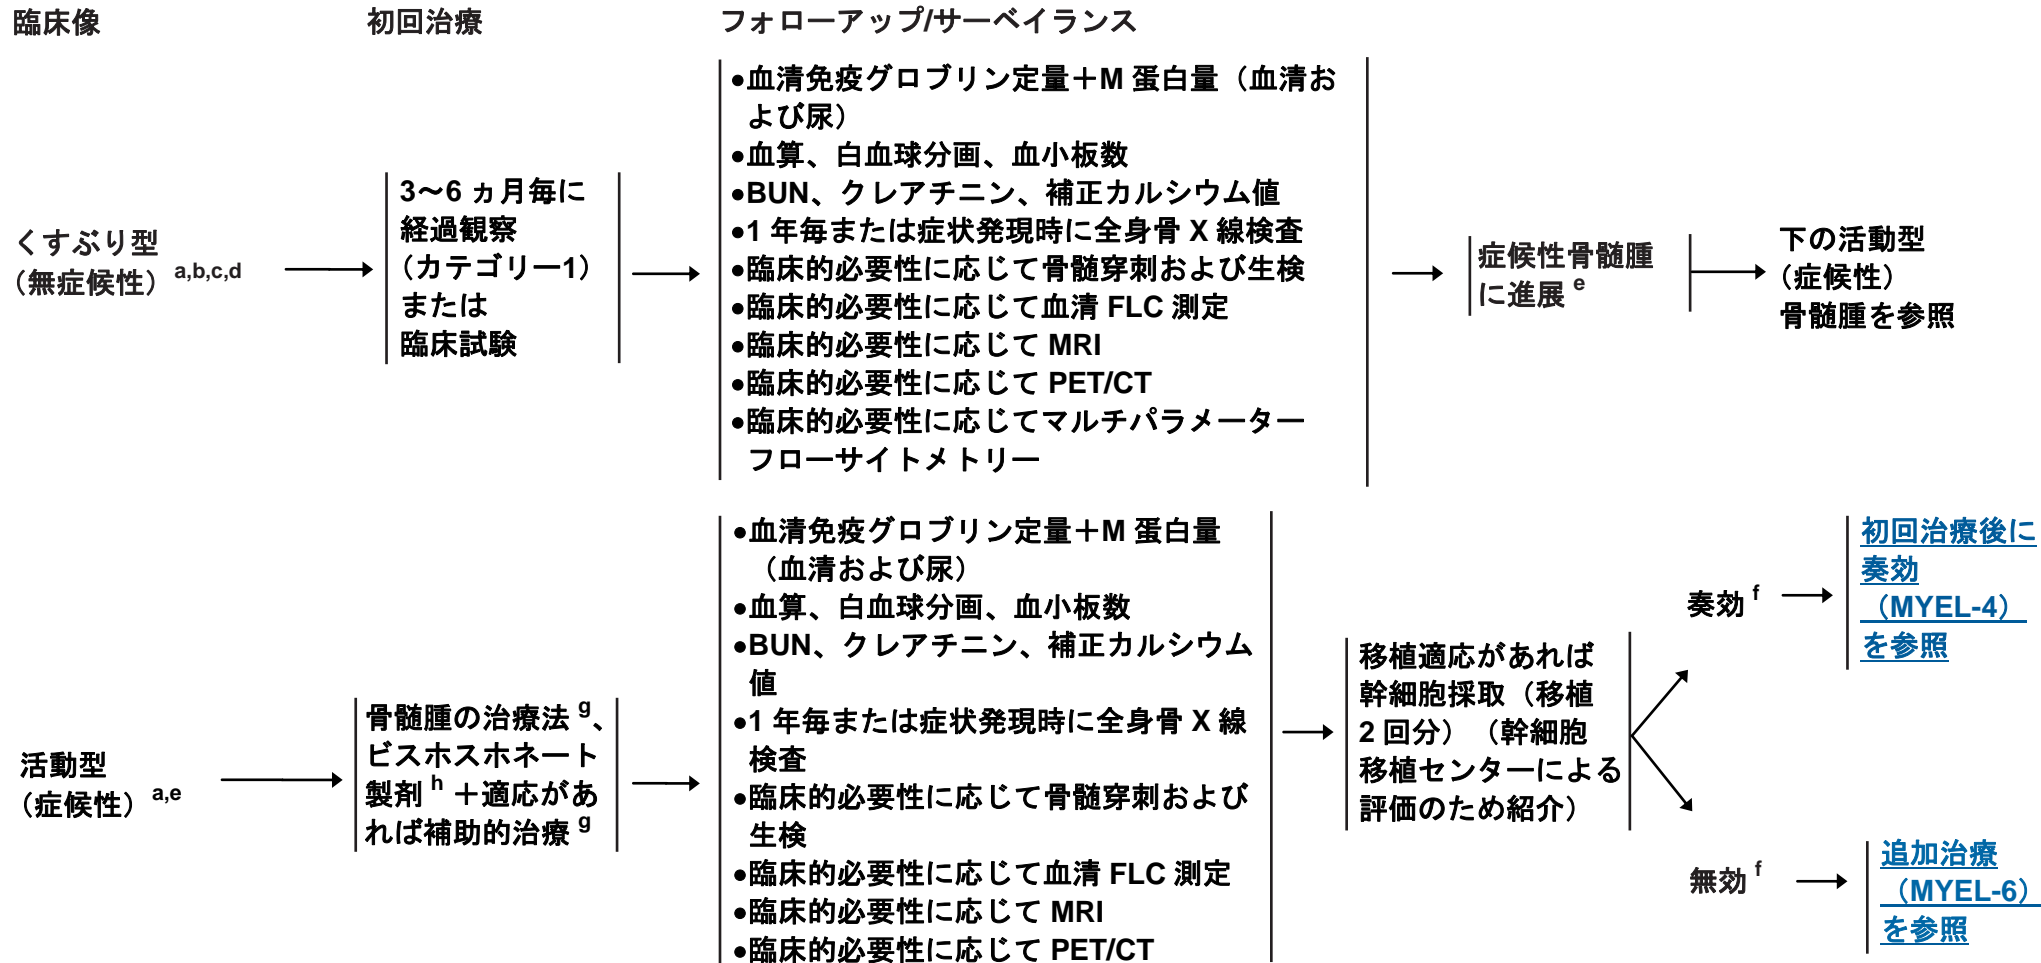 臨床像
初回治療
フォローアップ/サーベイランス
くすぶり型
（無症候性）a,b,c,d
3～6 ヵ月毎に
経過観察
（カテゴリー1）
または
臨床試験
●血清免疫グロブリン定量＋M 蛋白量（血清お
よび尿）
●血算、白血球分画、血小板数
●BUN、クレアチニン、補正カルシウム値
●1 年毎または症状発現時に全身骨 X 線検査
●臨床的必要性に応じて骨髄穿刺および生検
●臨床的必要性に応じて血清 FLC 測定
●臨床的必要性に応じて MRI
●臨床的必要性に応じて PET/CT
●臨床的必要性に応じてマルチパラメーター
フローサイトメトリー
症候性骨髄腫
に進展 e
下の活動型
（症候性）
骨髄腫を参照
活動型
（症候性）a,e
骨髄腫の治療法 g、
ビスホスホネート
製剤 h ＋適応があ
れば補助的治療 g
●血清免疫グロブリン定量＋M 蛋白量
（血清および尿）
●血算、白血球分画、血小板数
●BUN、クレアチニン、補正カルシウム
値
●1 年毎または症状発現時に全身骨 X 線
検査
●臨床的必要性に応じて骨髄穿刺および
生検
●臨床的必要性に応じて血清 FLC 測定
●臨床的必要性に応じて MRI
●臨床的必要性に応じて PET/CT
移植適応があれば
幹細胞採取（移植
2 回分）（幹細胞
移植センターによる
評価のため紹介）
奏効 f
初回治療後に
奏効
（MYEL-4）
を参照
無効 f
追加治療
（MYEL-6）
を参照